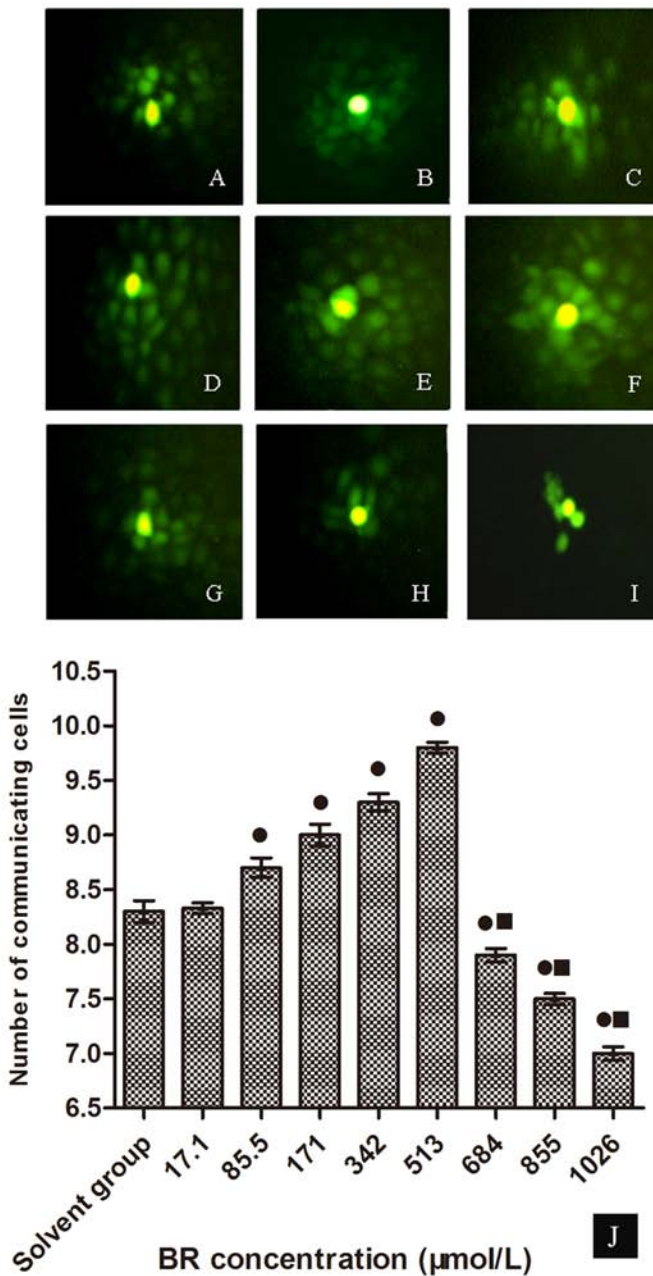 A
B
C
D
E
F
G
H
I
Number of communicating cells
10.5
10.0
9.5
9.0
8.5
8.0
7.5
7.0
6.5
Solvent group
17.1
85.5
171
342
513
684
855
1026
BR concentration (µmol/L)
J